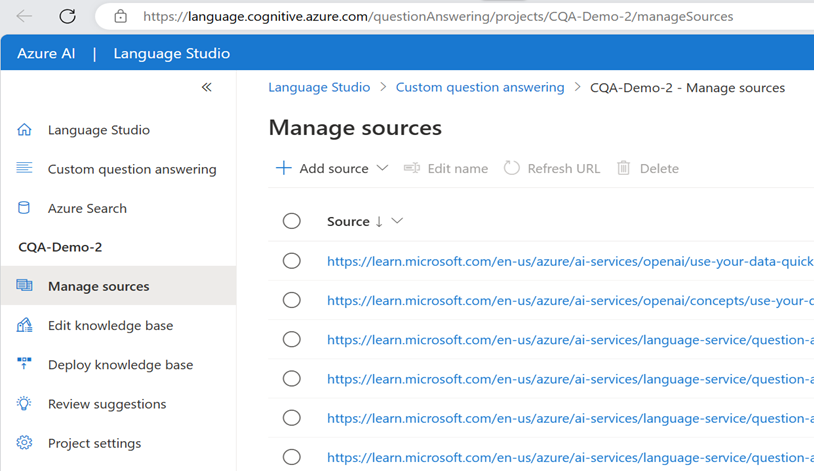 https://language.cognitive.azure.com/questionAnswering/projects/CQA-Demo-2/manageSources
Azure AI | Language Studio
Language Studio > Custom question answering > CQA-Demo-2 - Manage sources
Language Studio
Custom question answering
Azure Search
CQA-Demo-2
Manage sources
Edit knowledge base
Deploy knowledge base
Review suggestions
Project settings
Manage sources
Add source Edit name Refresh URL Delete
Source
https://learn.microsoft.com/en-us/azure/ai-services/openai/use-your-data-quick
https://learn.microsoft.com/en-us/azure/ai-services/openai/concepts/use-your-d
https://learn.microsoft.com/en-us/azure/ai-services/language-service/question-a
https://learn.microsoft.com/en-us/azure/ai-services/language-service/question-a
https://learn.microsoft.com/en-us/azure/ai-services/language-service/question-a
https://learn.microsoft.com/en-us/azure/ai-services/language-service/question-a